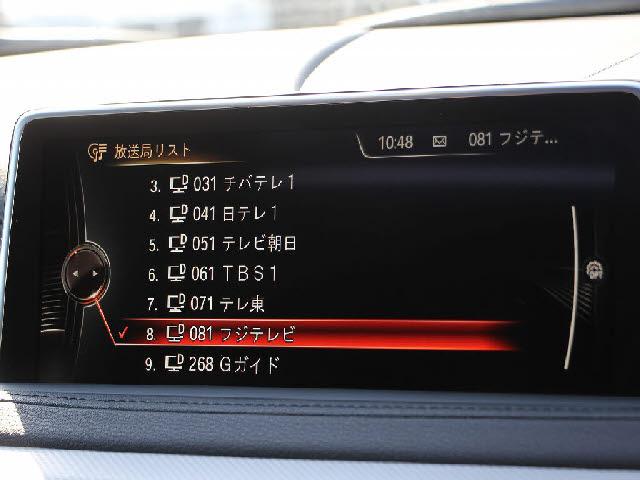 放送局リスト
10:48 081 フジテ...
3. 031 チバテレ1
4. 041 日テレ1
5. 051 テレビ朝日
6. 061 TBS1
7. 071 テレ東
8. 081 フジテレビ
9. 268 Gガイド